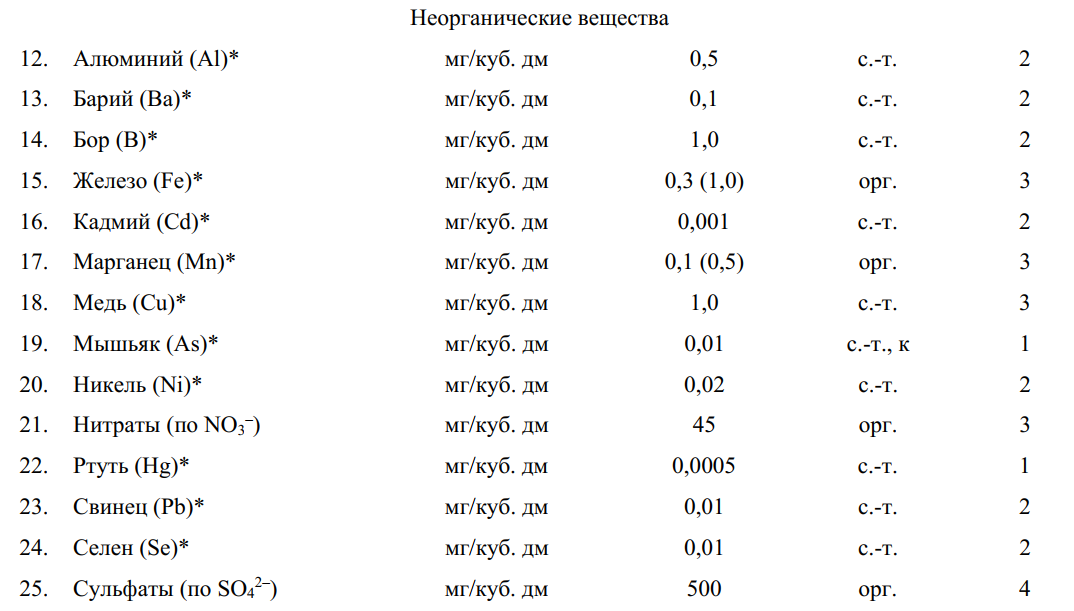 Неорганические вещества
12. Алюминий (Al)* мг/куб. дм 0,5 с.-т. 2
13. Барий (Ba)* мг/куб. дм 0,1 с.-т. 2
14. Бор (B)* мг/куб. дм 1,0 с.-т. 2
15. Железо (Fe)* мг/куб. дм 0,3 (1,0) орг. 3
16. Кадмий (Cd)* мг/куб. дм 0,001 с.-т. 2
17. Марганец (Mn)* мг/куб. дм 0,1 (0,5) орг. 3
18. Медь (Cu)* мг/куб. дм 1,0 с.-т. 3
19. Мышьяк (As)* мг/куб. дм 0,01 с.-т., к 1
20. Никель (Ni)* мг/куб. дм 0,02 с.-т. 2
21. Нитраты (по NO₃⁻) мг/куб. дм 45 орг. 3
22. Ртуть (Hg)* мг/куб. дм 0,0005 с.-т. 1
23. Свинец (Pb)* мг/куб. дм 0,01 с.-т. 2
24. Селен (Se)* мг/куб. дм 0,01 с.-т. 2
25. Сульфаты (по SO₄²⁻) мг/куб. дм 500 орг. 4